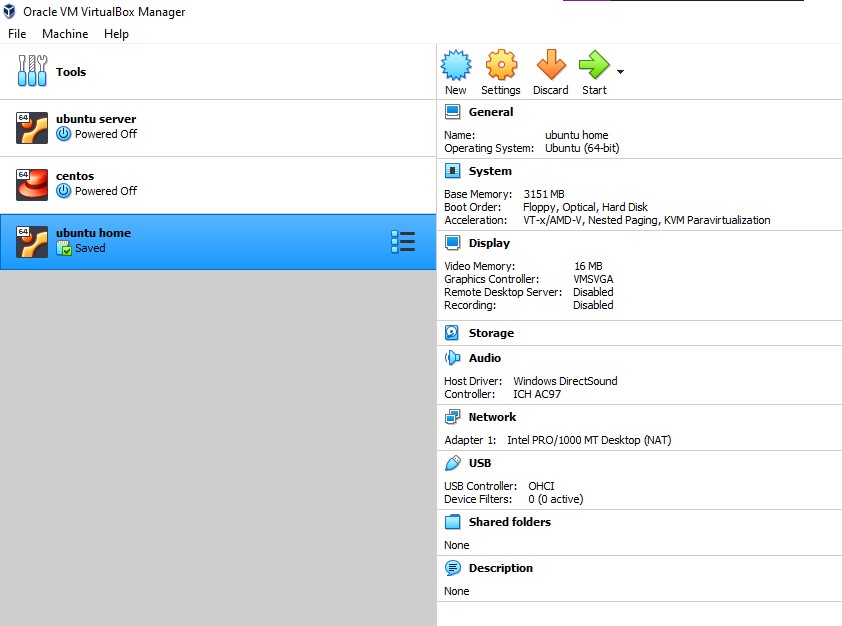 Oracle VM VirtualBox Manager
File Machine Help
Tools
64
ubuntu server
Powered Off
64
centos
Powered Off
64
ubuntu home
Saved
New Settings Discard Start
General
Name: ubuntu home
Operating System: Ubuntu (64-bit)
System
Base Memory: 3151 MB
Boot Order: Floppy, Optical, Hard Disk
Acceleration: VT-x/AMD-V, Nested Paging, KVM Paravirtualization
Display
Video Memory: 16 MB
Graphics Controller: VMSVGA
Remote Desktop Server: Disabled
Recording: Disabled
Storage
Audio
Host Driver: Windows DirectSound
Controller: ICH AC97
Network
Adapter 1: Intel PRO/1000 MT Desktop (NAT)
USB
USB Controller: OHCI
Device Filters: 0 (0 active)
Shared folders
None
Description
None